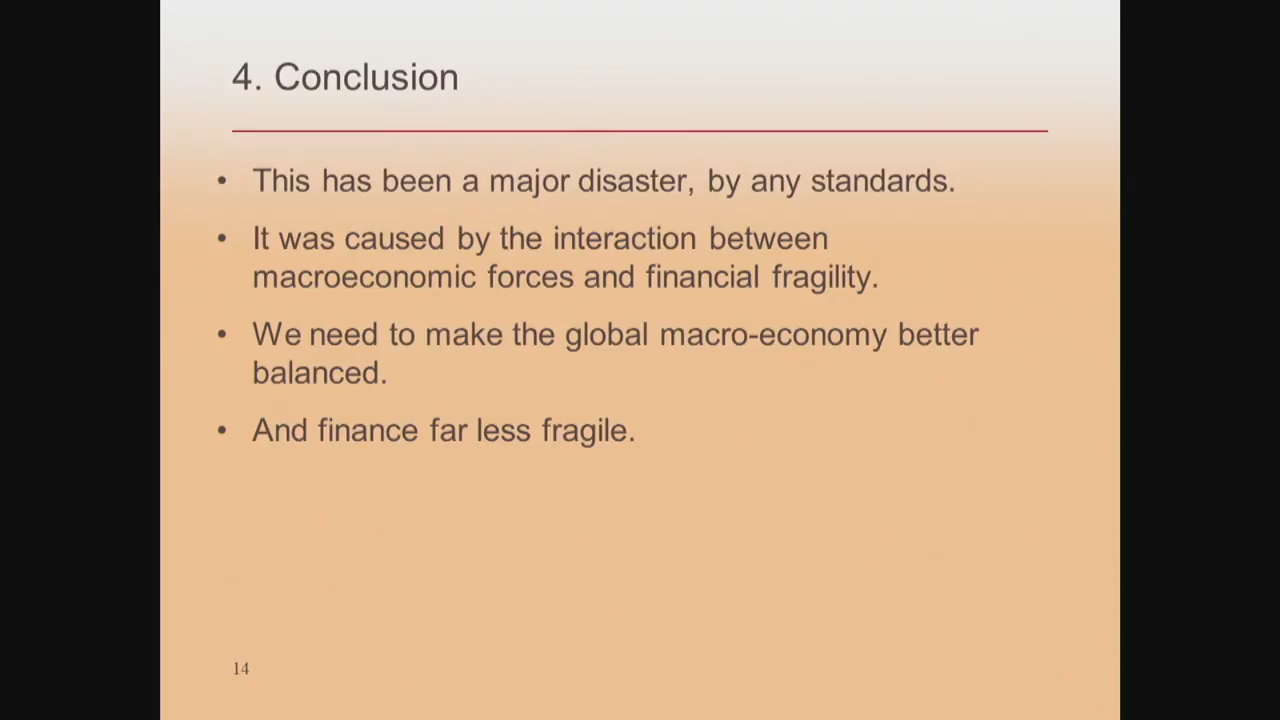 4. Conclusion
• This has been a major disaster, by any standards.
• It was caused by the interaction between
macroeconomic forces and financial fragility.
• We need to make the global macro-economy better
balanced.
• And finance far less fragile.
14